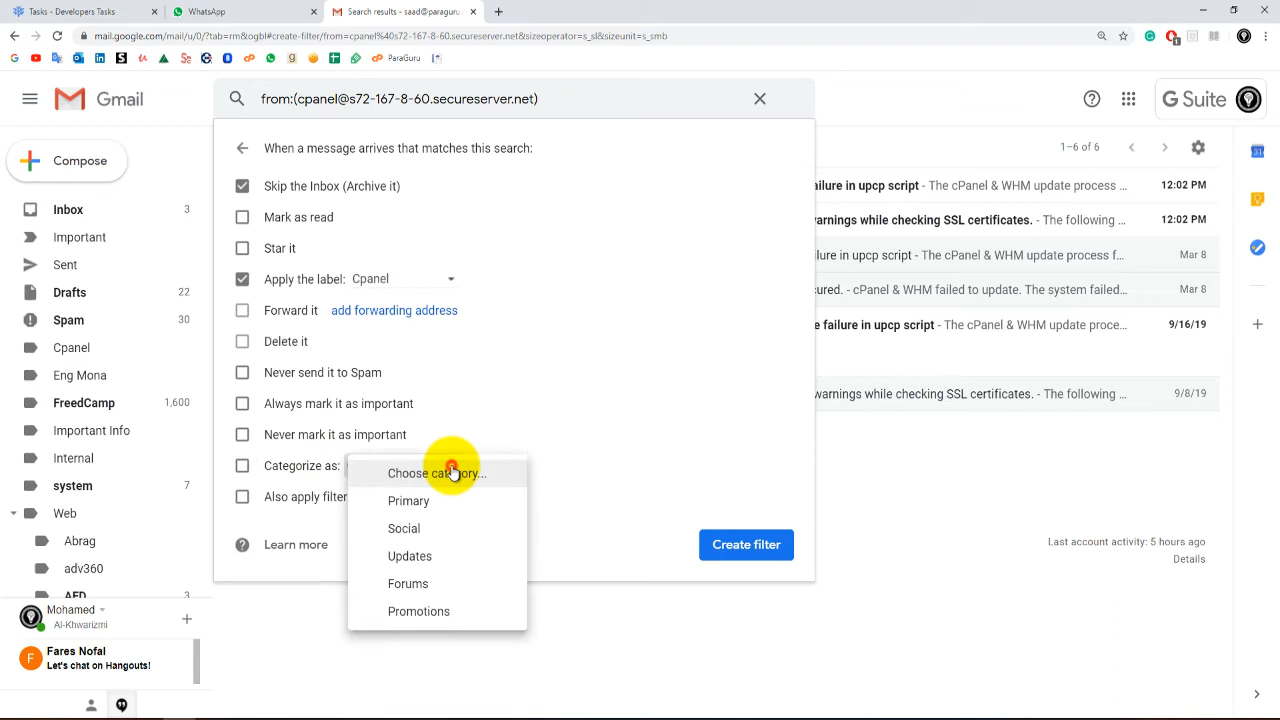 Tasks - Developers Tasks
WhatsApp
Search results - saad@paraguru.
mail.google.com/mail/u/0/?tab=rm&ogbl#create-filter/from=cpanel%40s72-167-8-60.secureserver.net&sizeoperator=s_sl&sizeunit=s_smb
ParaGuru
Gmail
from:(cpanel@s72-167-8-60.secureserver.net)
G Suite
Compose
When a message arrives that matches this search:
1–6 of 6
Skip the Inbox (Archive it)
ailure in upcp script - The cPanel & WHM update process ...
12:02 PM
Inbox
3
Mark as read
varnings while checking SSL certificates. - The following ...
12:02 PM
Important
Star it
lure in upcp script - The cPanel & WHM update process f...
Mar 8
Sent
Apply the label: Cpanel
ured. - cPanel & WHM failed to update. The system failed...
Mar 8
Drafts
22
Forward it add forwarding address
e failure in upcp script - The cPanel & WHM update proce...
9/16/19
Spam
30
Delete it
Cpanel
Never send it to Spam
Eng Mona
Always mark it as important
warnings while checking SSL certificates. - The following ...
9/8/19
FreedCamp
1,600
Never mark it as important
Important Info
Categorize as:
Internal
Choose category...
system
7
Also apply filter
Primary
Web
Social
Abrag
Learn more
Updates
Create filter
Last account activity: 5 hours ago
adv360
Forums
Details
AFD
3
Promotions
Mohamed
Al-Khwarizmi
F
Fares Nofal
Let's chat on Hangouts!